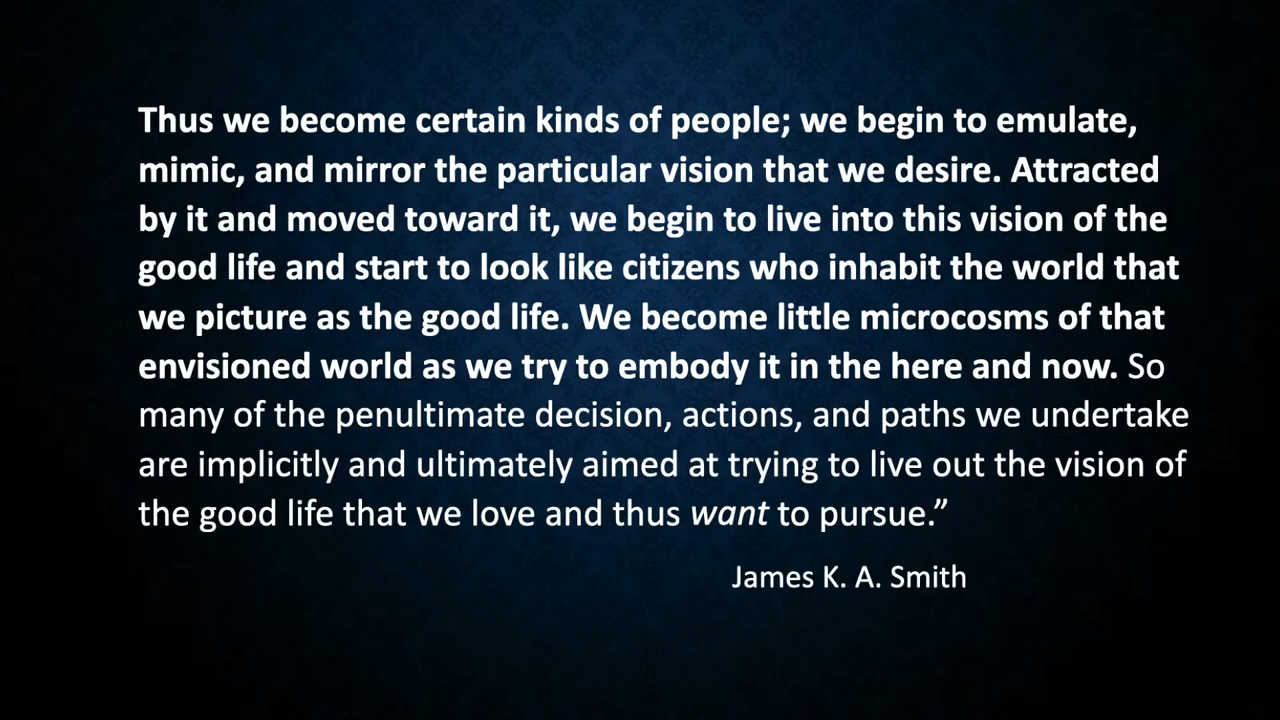 Thus we become certain kinds of people; we begin to emulate,
mimic, and mirror the particular vision that we desire. Attracted
by it and moved toward it, we begin to live into this vision of the
good life and start to look like citizens who inhabit the world that
we picture as the good life. We become little microcosms of that
envisioned world as we try to embody it in the here and now. So
many of the penultimate decision, actions, and paths we undertake
are implicitly and ultimately aimed at trying to live out the vision of
the good life that we love and thus want to pursue.”
James K. A. Smith